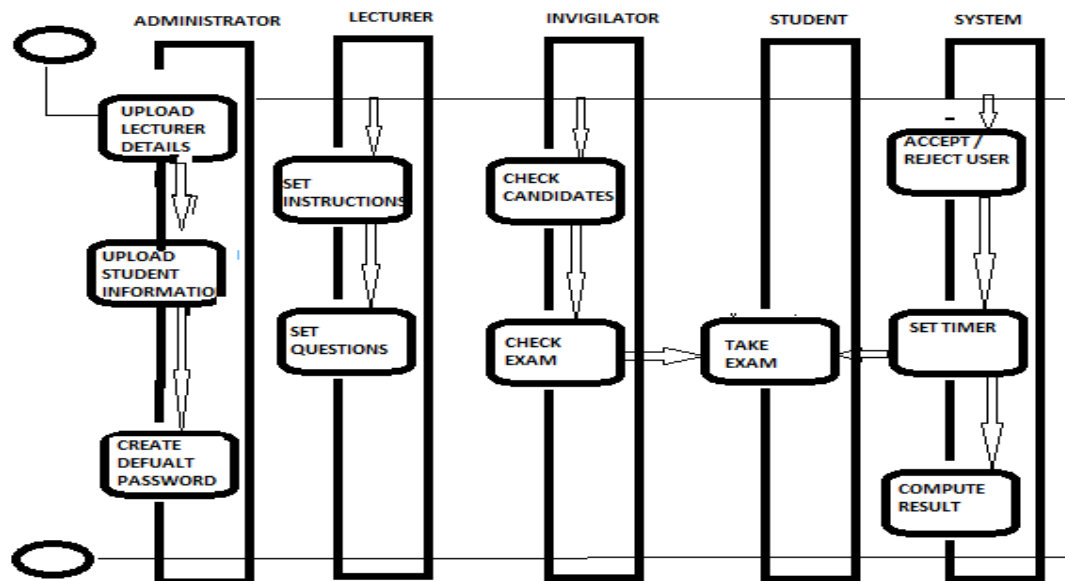 ADMINISTRATOR
LECTURER
INVIGILATOR
STUDENT
SYSTEM
UPLOAD
LECTURER
DETAILS
UPLOAD
STUDENT
INFORMATIO
CREATE
DEFUALT
PASSWORD
SET
INSTRUCTIONS
SET
QUESTIONS
CHECK
CANDIDATES
CHECK
EXAM
TAKE
EXAM
ACCEPT /
REJECT USER
SET TIMER
COMPUTE
RESULT